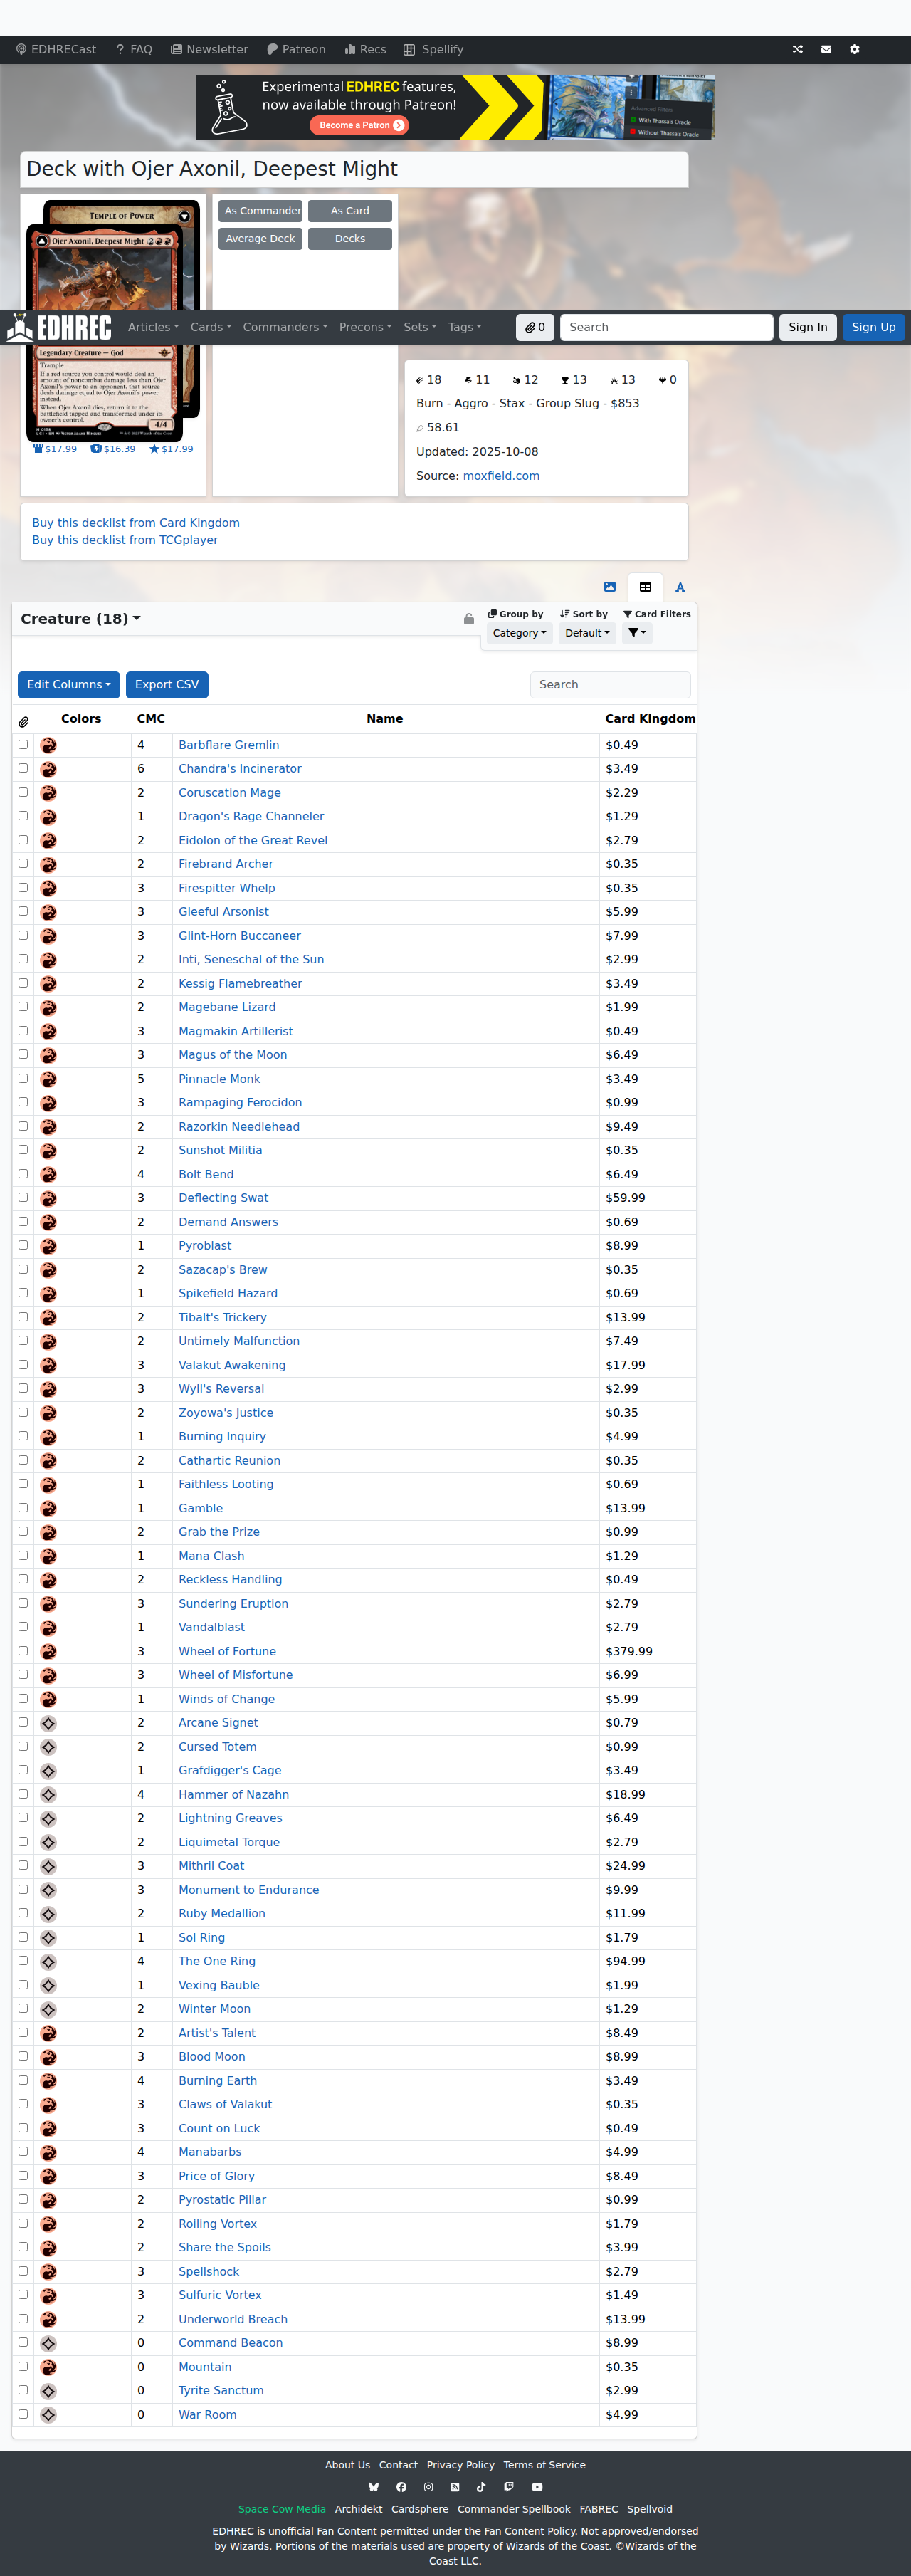 EDHRECast FAQ Newsletter Patreon Recs Spellify
Experimental EDHREC features,
now available through Patreon!
Become a Patron
Advanced Filters
With Thassa's Oracle
Without Thassa's Oracle
Deck with Ojer Axonil, Deepest Might
TEMPLE OF POWER
Ojer Axonil, Deepest Might 2
As Commander As Card
Average Deck Decks
EDHREC Articles Cards Commanders Precons Sets Tags 0 Search Sign In Sign Up
Legendary Creature — God
Trample
If a red source you control would deal an
amount of noncombat damage less than Ojer
Axonil's power to an opponent, that source
deals damage equal to Ojer Axonil's power
instead.
When Ojer Axonil dies, return it to the
battlefield tapped and transformed under its
owner's control.
4/4
$17.99 $16.39 $17.99
18 11 12 13 13 0
Burn - Aggro - Stax - Group Slug - $853
58.61
Updated: 2025-10-08
Source: moxfield.com
Buy this decklist from Card Kingdom
Buy this decklist from TCGplayer
Creature (18)
Group by Sort by Card Filters
Category Default
Edit Columns Export CSV Search
Colors CMC Name Card Kingdom
4 Barbflare Gremlin $0.49
6 Chandra's Incinerator $3.49
2 Coruscation Mage $2.29
1 Dragon's Rage Channeler $1.29
2 Eidolon of the Great Revel $2.79
2 Firebrand Archer $0.35
3 Firespitter Whelp $0.35
3 Gleeful Arsonist $5.99
3 Glint-Horn Buccaneer $7.99
2 Inti, Seneschal of the Sun $2.99
2 Kessig Flamebreather $3.49
2 Magebane Lizard $1.99
3 Magmakin Artillerist $0.49
3 Magus of the Moon $6.49
5 Pinnacle Monk $3.49
3 Rampaging Ferocidon $0.99
2 Razorkin Needlehead $9.49
2 Sunshot Militia $0.35
4 Bolt Bend $6.49
3 Deflecting Swat $59.99
2 Demand Answers $0.69
1 Pyroblast $8.99
2 Sazacap's Brew $0.35
1 Spikefield Hazard $0.69
2 Tibalt's Trickery $13.99
2 Untimely Malfunction $7.49
3 Valakut Awakening $17.99
3 Wyll's Reversal $2.99
2 Zoyowa's Justice $0.35
1 Burning Inquiry $4.99
2 Cathartic Reunion $0.35
1 Faithless Looting $0.69
1 Gamble $13.99
2 Grab the Prize $0.99
1 Mana Clash $1.29
2 Reckless Handling $0.49
3 Sundering Eruption $2.79
1 Vandalblast $2.79
3 Wheel of Fortune $379.99
3 Wheel of Misfortune $6.99
1 Winds of Change $5.99
2 Arcane Signet $0.79
2 Cursed Totem $0.99
1 Grafdigger's Cage $3.49
4 Hammer of Nazahn $18.99
2 Lightning Greaves $6.49
2 Liquimetal Torque $2.79
3 Mithril Coat $24.99
3 Monument to Endurance $9.99
2 Ruby Medallion $11.99
1 Sol Ring $1.79
4 The One Ring $94.99
1 Vexing Bauble $1.99
2 Winter Moon $1.29
2 Artist's Talent $8.49
3 Blood Moon $8.99
4 Burning Earth $3.49
3 Claws of Valakut $0.35
3 Count on Luck $0.49
4 Manabarbs $4.99
3 Price of Glory $8.49
2 Pyrostatic Pillar $0.99
2 Roiling Vortex $1.79
2 Share the Spoils $3.99
3 Spellshock $2.79
3 Sulfuric Vortex $1.49
2 Underworld Breach $13.99
0 Command Beacon $8.99
0 Mountain $0.35
0 Tyrite Sanctum $2.99
0 War Room $4.99
About Us Contact Privacy Policy Terms of Service
Space Cow Media Archidekt Cardsphere Commander Spellbook FABREC Spellvoid
EDHREC is unofficial Fan Content permitted under the Fan Content Policy. Not approved/endorsed
by Wizards. Portions of the materials used are property of Wizards of the Coast. ©Wizards of the
Coast LLC.